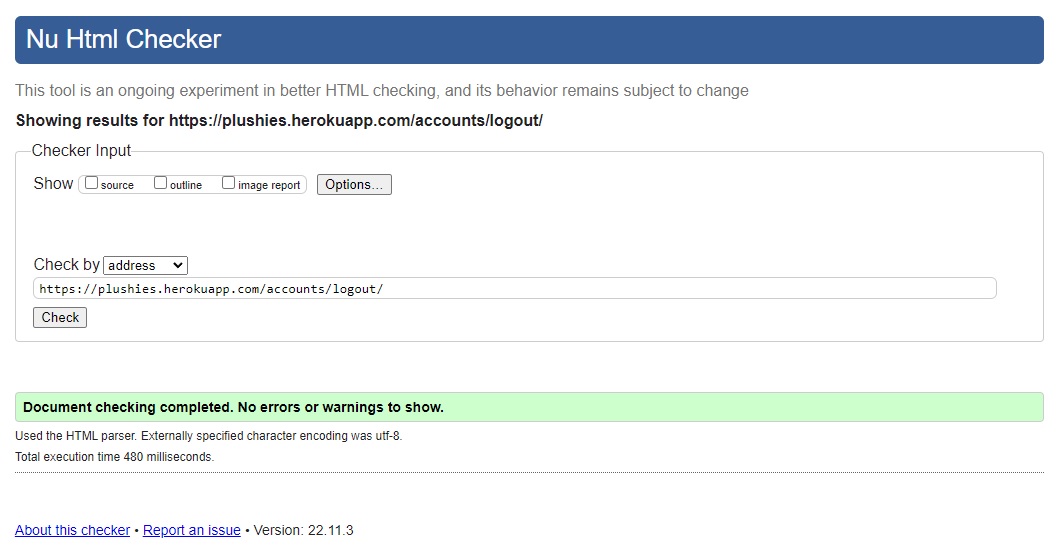 Nu Html Checker
This tool is an ongoing experiment in better HTML checking, and its behavior remains subject to change
Showing results for https://plushies.herokuapp.com/accounts/logout/
Checker Input
Show source outline image report Options...
Check by address
https://plushies.herokuapp.com/accounts/logout/
Check
Document checking completed. No errors or warnings to show.
Used the HTML parser. Externally specified character encoding was utf-8.
Total execution time 480 milliseconds.
About this checker • Report an issue • Version: 22.11.3